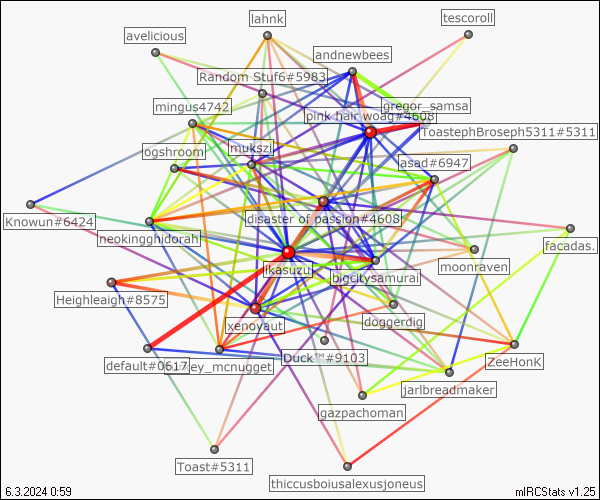 lahnk
tescoroll
avelicious
andnewbees
Random Stuf6#5983
mingus4742
gregor_samsa
pink hair woag#4608
ToastephBroseph5311#5311
mukszi
ogshroom
asad#6947
Knowun#6424
disaster of passion#4608
neokingghidorah
facadas.
ikasuzu
moonraven
bigcitysamurai
Heighleaigh#8575
xenoyaut
doggerdig
default#0617
ley_mcnugget
Duck™#9103
ZeeHonK
jarlbreadmaker
gazpachoman
Toast#5311
thiccusboiusalexusjoneus
6.3.2024 0:59
mIRCStats v1.25